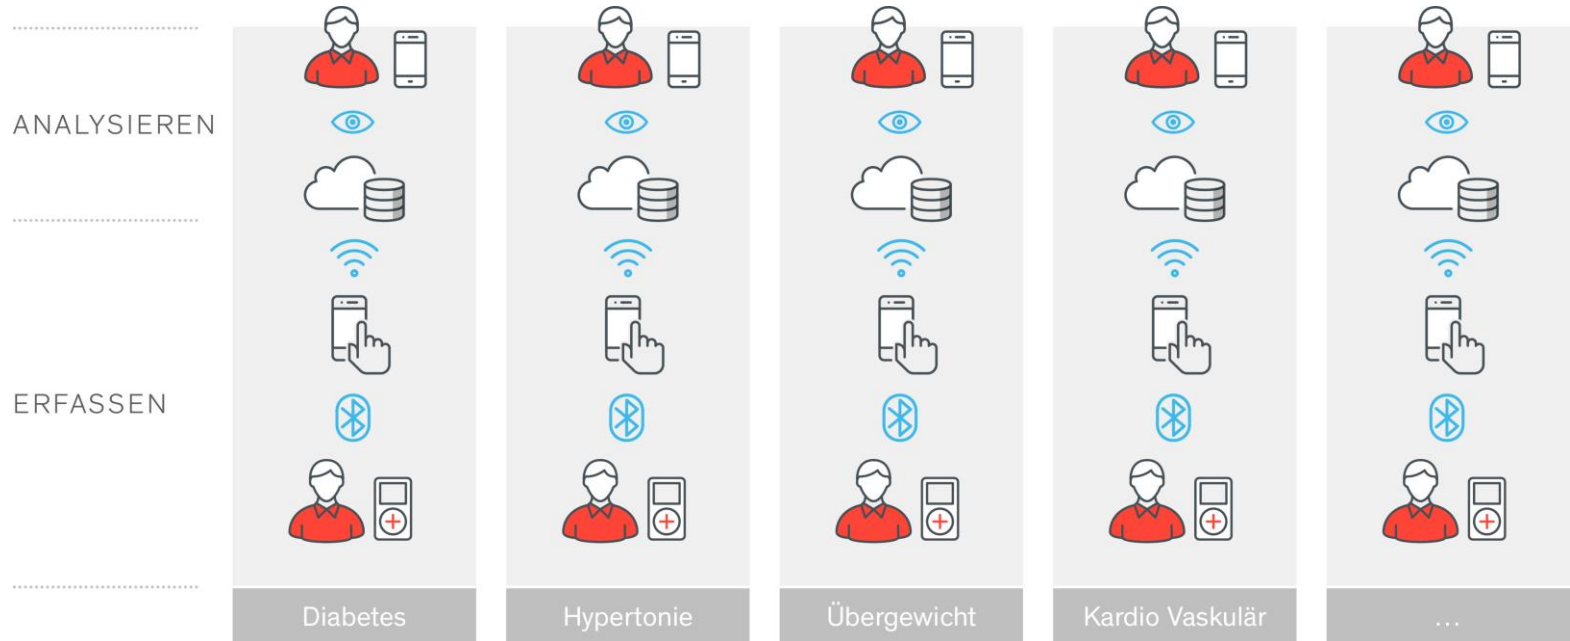 ANALYSIEREN
ERFASSEN
Diabetes
Hypertonie
Übergewicht
Kardio Vaskulär
...